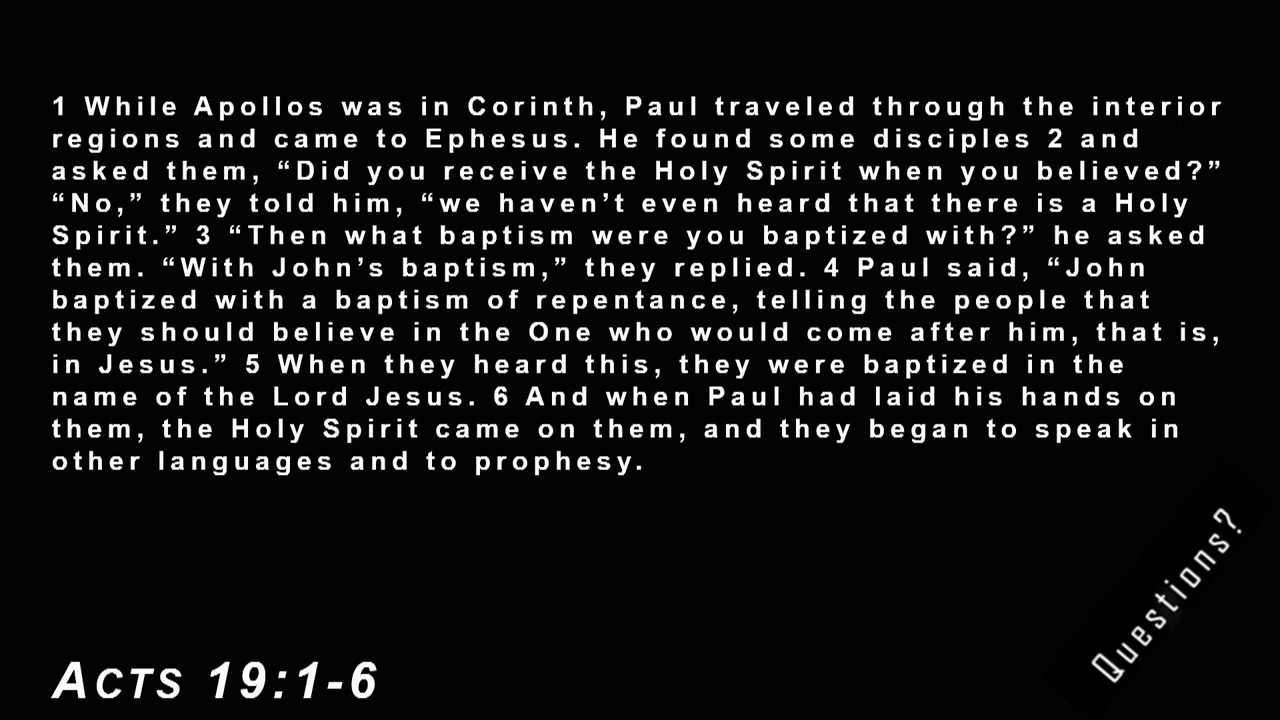 1 While Apollos was in Corinth, Paul traveled through the interior
regions and came to Ephesus. He found some disciples 2 and
asked them, “Did you receive the Holy Spirit when you believed?”
“No,” they told him, “we haven’t even heard that there is a Holy
Spirit.” 3 “Then what baptism were you baptized with?” he asked
them. “With John’s baptism,” they replied. 4 Paul said, “John
baptized with a baptism of repentance, telling the people that
they should believe in the One who would come after him, that is,
in Jesus.” 5 When they heard this, they were baptized in the
name of the Lord Jesus. 6 And when Paul had laid his hands on
them, the Holy Spirit came on them, and they began to speak in
other languages and to prophesy.
Questions?
ACTS 19:1-6